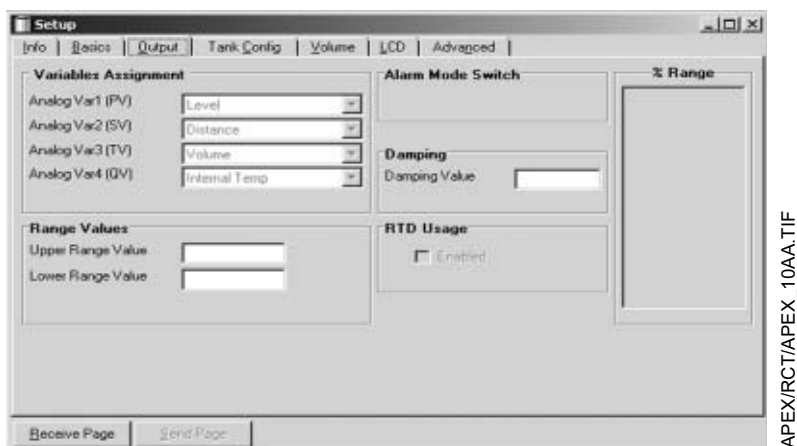 Setup
Info Basics Output Tank Config Volume LCD Advanced
Variables Assignment
Analog Var1 (PV) Level
Analog Var2 (SV) Distance
Analog Var3 (TV) Volume
Analog Var4 (QV) Internal Temp
Range Values
Upper Range Value
Lower Range Value
Alarm Mode Switch
Damping
Damping Value
RTD Usage
Enabled
% Range
Receive Page Send Page
APEX/RCT/APEX_10AA.TIF